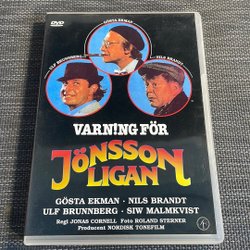 DVD
GÖSTA EKMAN
ULF BRUNNBERG
NILS BRANDT
VARNING FÖR
JÖNSSON
LIGAN
GÖSTA EKMAN · NILS BRANDT
ULF BRUNNBERG · SIW MALMKVIST
Regi JONAS CORNELL Foto ROLAND STERNER
Producent NORDISK TONEFILM